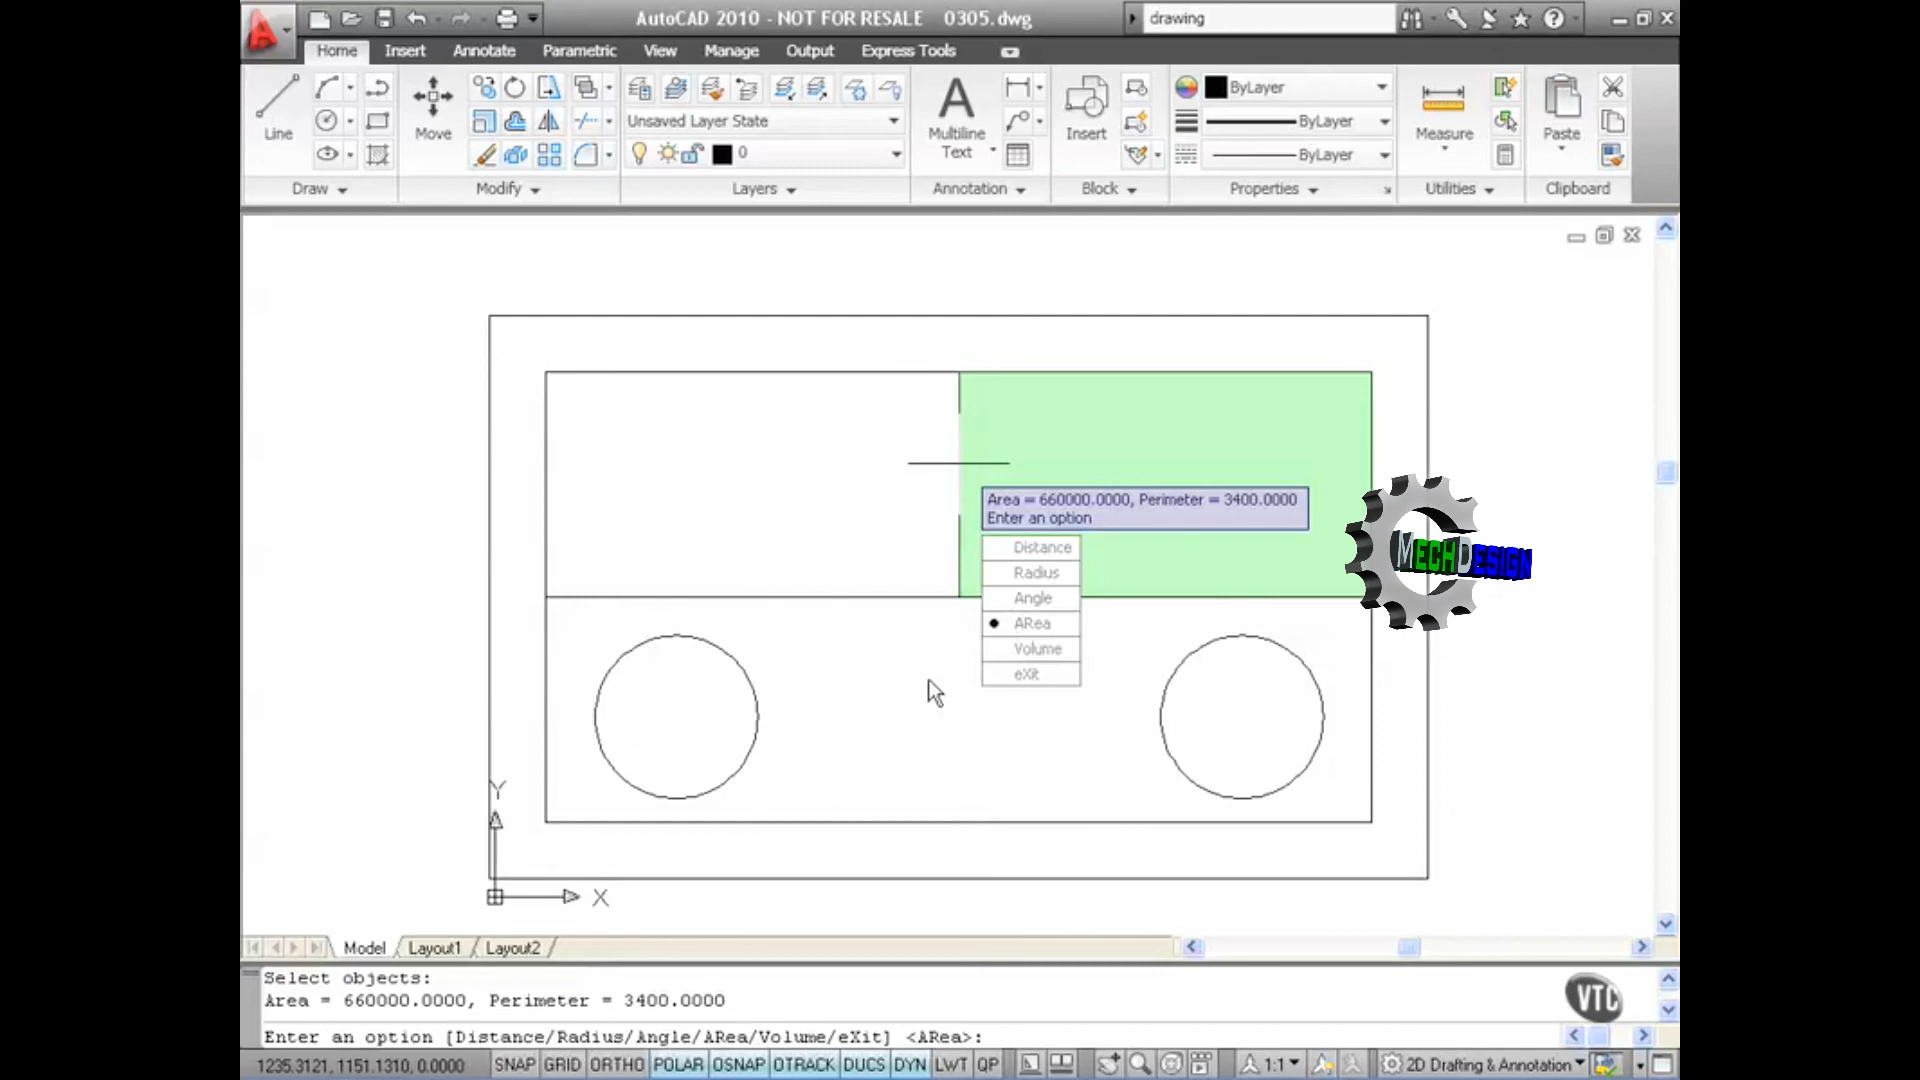 AutoCAD 2010 - NOT FOR RESALE 0305.dwg
drawing
Home Insert Annotate Parametric View Manage Output Express Tools
Line
Move
Unsaved Layer State
0
Multiline
Text
Insert
ByLayer
ByLayer
ByLayer
Measure
Paste
Draw Modify Layers Annotation Block Properties Utilities Clipboard
Area = 660000.0000, Perimeter = 3400.0000
Enter an option
Distance
Radius
Angle
ARea
Volume
eXit
MECHDESIGN
Y
X
Model Layout1 Layout2
Select objects:
Area = 660000.0000, Perimeter = 3400.0000
Enter an option [Distance/Radius/Angle/ARea/Volume/eXit] <ARea>:
VTC
1235.3121, 1151.1310, 0.0000 SNAP GRID ORTHO POLAR OSNAP OTRACK DUCS DYN LWT QP 1:1 2D Drafting & Annotation